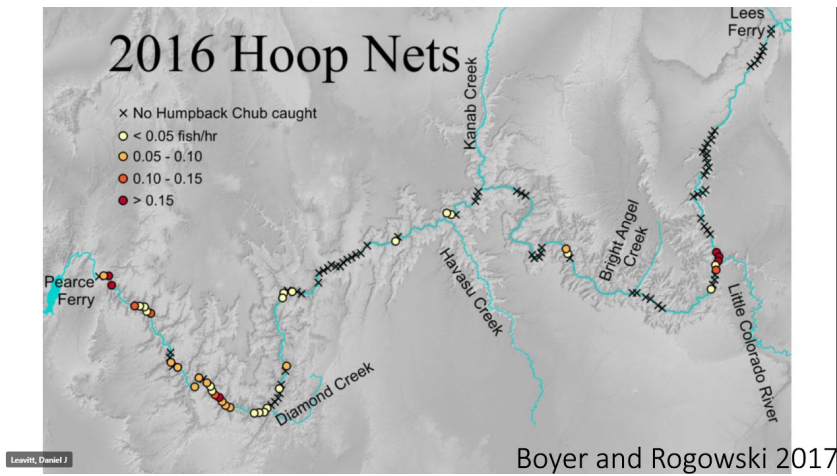 2016 Hoop Nets
× No Humpback Chub caught
< 0.05 fish/hr
0.05 - 0.10
0.10 - 0.15
> 0.15
Lees
Ferry
Kanab Creek
Bright Angel
Creek
Havasu Creek
Little Colorado River
Pearce
Ferry
Diamond Creek
Leavitt, Daniel J
Boyer and Rogowski 2017